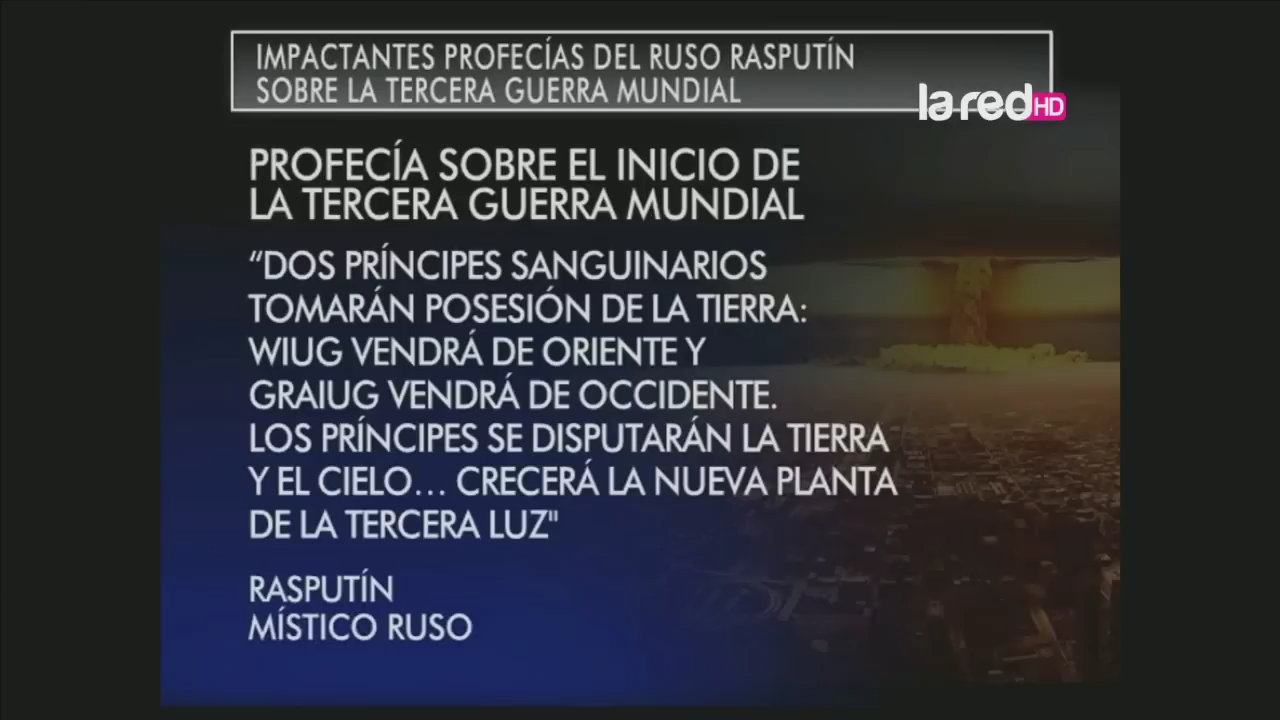 IMPACTANTES PROFECÍAS DEL RUSO RASPUTÍN
SOBRE LA TERCERA GUERRA MUNDIAL
la red HD
PROFECÍA SOBRE EL INICIO DE
LA TERCERA GUERRA MUNDIAL
“DOS PRÍNCIPES SANGUINARIOS
TOMARÁN POSESIÓN DE LA TIERRA:
WIUG VENDRÁ DE ORIENTE Y
GRAIUG VENDRÁ DE OCCIDENTE.
LOS PRÍNCIPES SE DISPUTARÁN LA TIERRA
Y EL CIELO... CRECERÁ LA NUEVA PLANTA
DE LA TERCERA LUZ"
RASPUTÍN
MÍSTICO RUSO